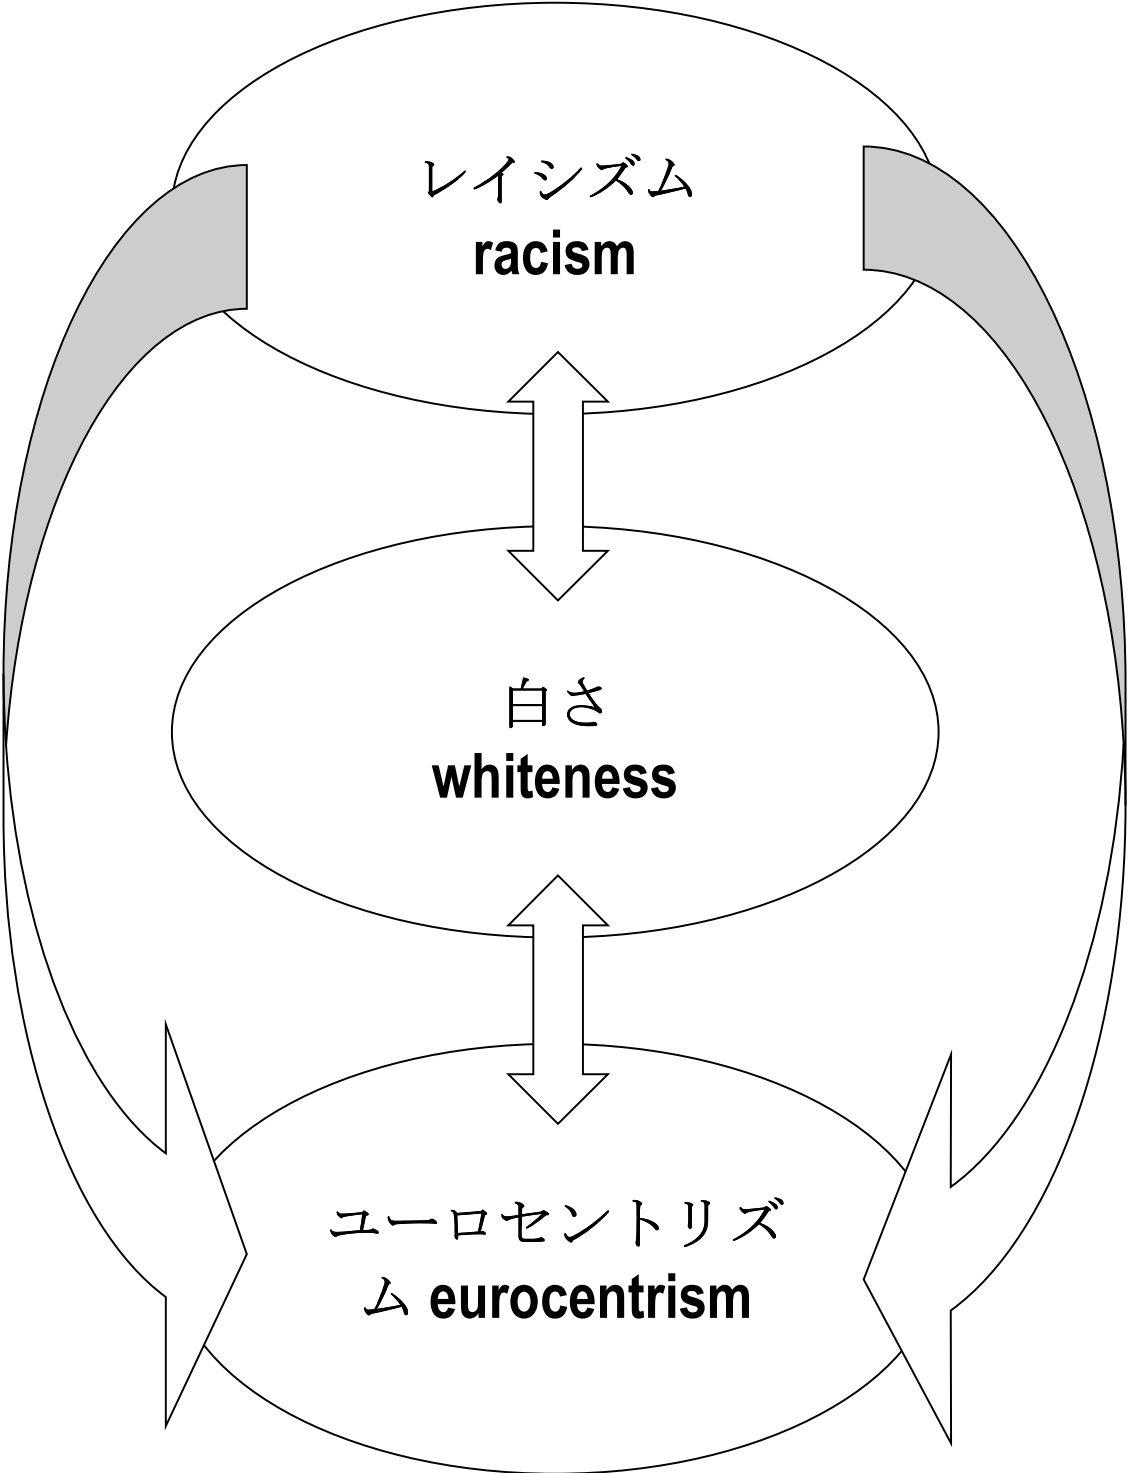 レイシズム
racism
白さ
whiteness
ユーロセントリズ
ム eurocentrism